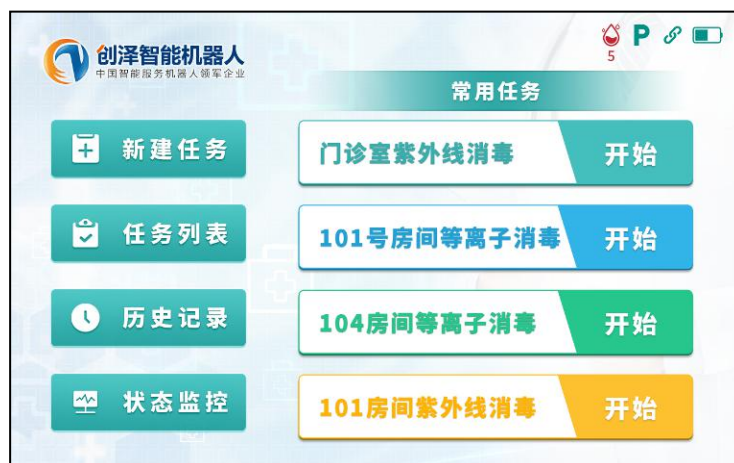 创泽智能机器人
中国智能服务机器人领军企业
5
P
常用任务
新建任务
任务列表
历史记录
状态监控
门诊室紫外线消毒 开始
101号房间等离子消毒 开始
104房间等离子消毒 开始
101房间紫外线消毒 开始